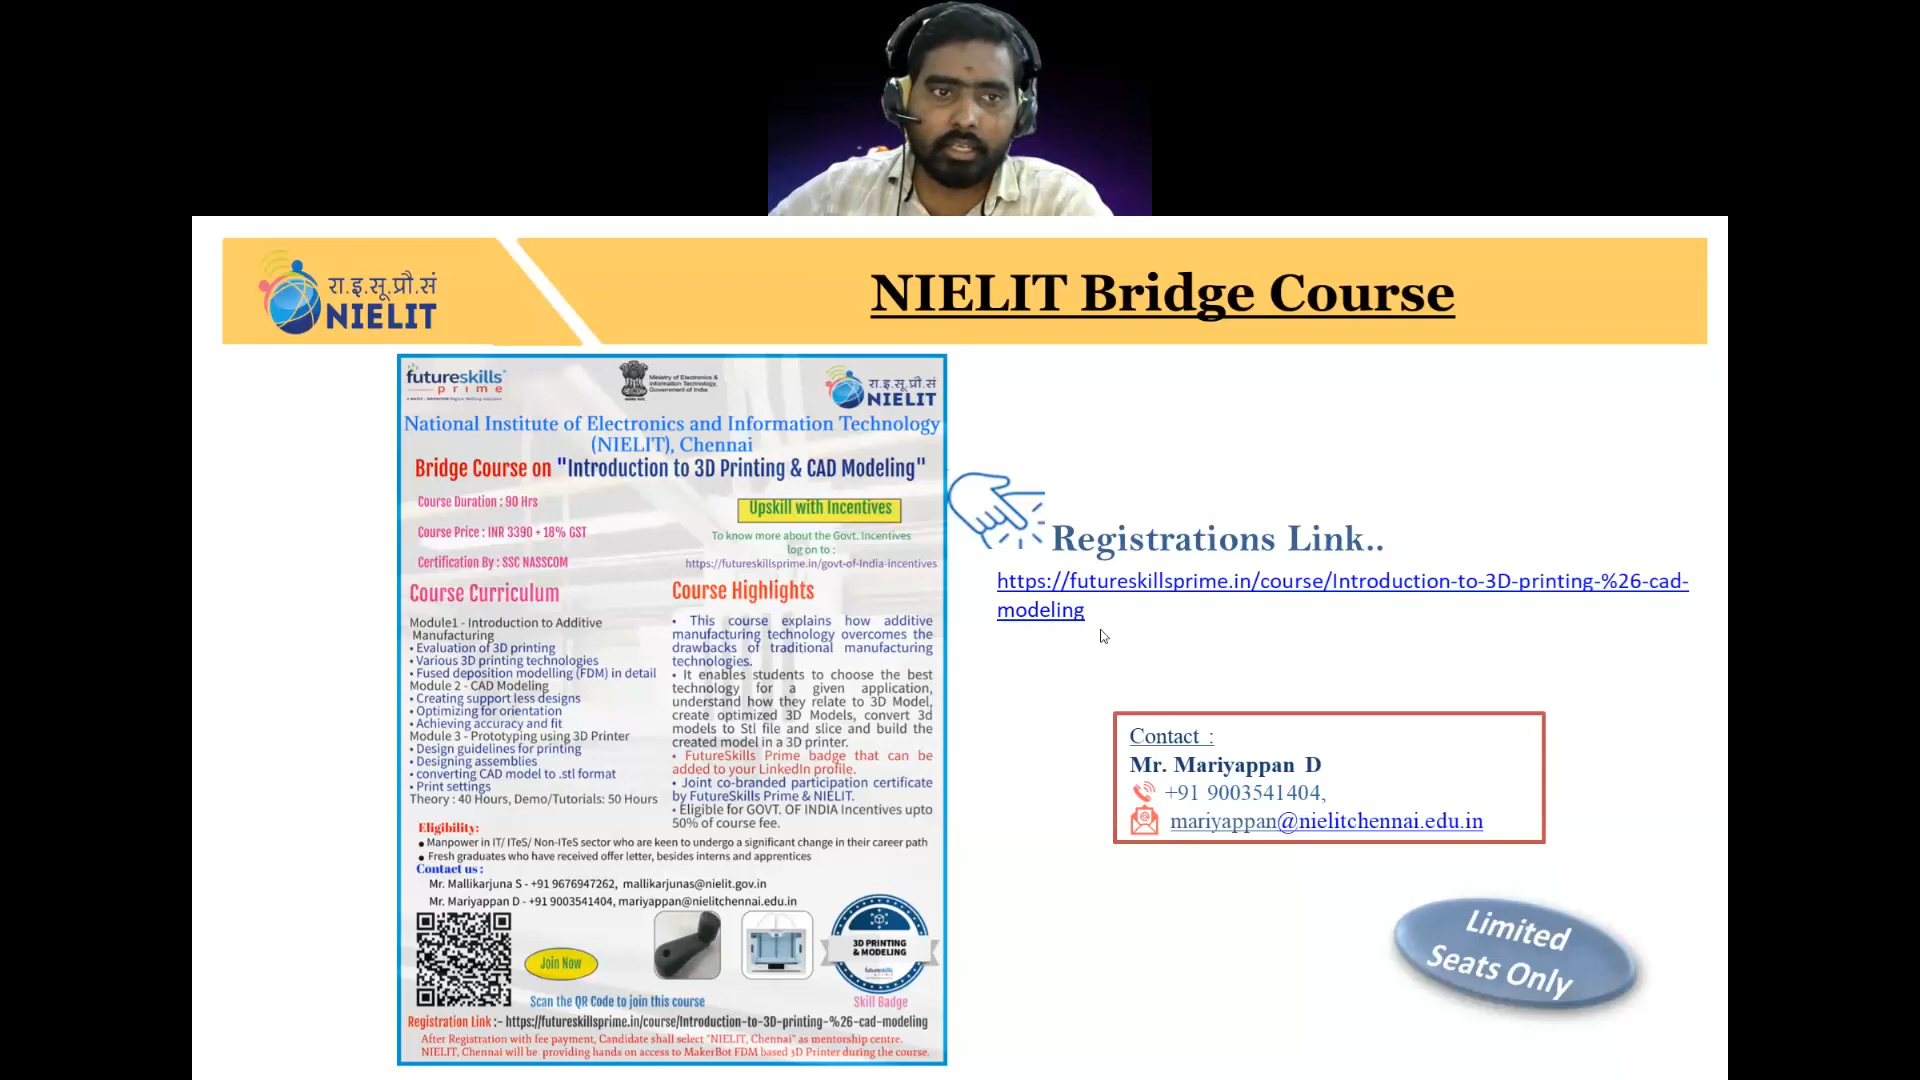 रा.इ.सू.प्रौ.सं
NIELIT
NIELIT Bridge Course
futureskills
prime
Ministry of Electronics &
Information Technology,
Government of India
रा.इ.सू.प्रौ.सं
NIELIT
National Institute of Electronics and Information Technology
(NIELIT), Chennai
Bridge Course on "Introduction to 3D Printing & CAD Modeling"
Course Duration : 90 Hrs
Course Price : INR 3390 + 18% GST
Certification By : SSC NASSCOM
Upskill with Incentives
To know more about the Govt. Incentives
log on to :
https://futureskillsprime.in/govt-of-India-incentives
Course Curriculum
Module1 - Introduction to Additive
Manufacturing
• Evaluation of 3D printing
• Various 3D printing technologies
• Fused deposition modelling (FDM) in detail
Module 2 - CAD Modeling
• Creating support less designs
• Optimizing for orientation
• Achieving accuracy and fit
Module 3 - Prototyping using 3D Printer
• Design guidelines for printing
• Designing assemblies
• converting CAD model to .stl format
• Print settings
Theory : 40 Hours, Demo/Tutorials: 50 Hours
Course Highlights
• This course explains how additive
manufacturing technology overcomes the
drawbacks of traditional manufacturing
technologies.
• It enables students to choose the best
technology for a given application,
understand how they relate to 3D Model,
create optimized 3D Models, convert 3d
models to Stl file and slice and build the
created model in a 3D printer.
• FutureSkills Prime badge that can be
added to your LinkedIn profile.
• Joint co-branded participation certificate
by FutureSkills Prime & NIELIT.
• Eligible for GOVT. OF INDIA Incentives upto
50% of course fee.
Eligibility:
• Manpower in IT/ ITeS/ Non-ITeS sector who are keen to undergo a significant change in their career path
• Fresh graduates who have received offer letter, besides interns and apprentices
Contact us :
Mr. Mallikarjuna S - +91 9676947262, mallikarjunas@nielit.gov.in
Mr. Mariyappan D - +91 9003541404, mariyappan@nielitchennai.edu.in
Join Now
Scan the QR Code to join this course
3D PRINTING
& MODELING
futureskills
Skill Badge
Registration Link :- https://futureskillsprime.in/course/Introduction-to-3D-printing-%26-cad-modeling
After Registration with fee payment, Candidate shall select "NIELIT, Chennai" as mentorship centre.
NIELIT, Chennai will be providing hands on access to MakerBot FDM based 3D Printer during the course.
Registrations Link..
https://futureskillsprime.in/course/Introduction-to-3D-printing-%26-cad-
modeling
Contact :
Mr. Mariyappan D
+91 9003541404,
mariyappan@nielitchennai.edu.in
Limited
Seats Only